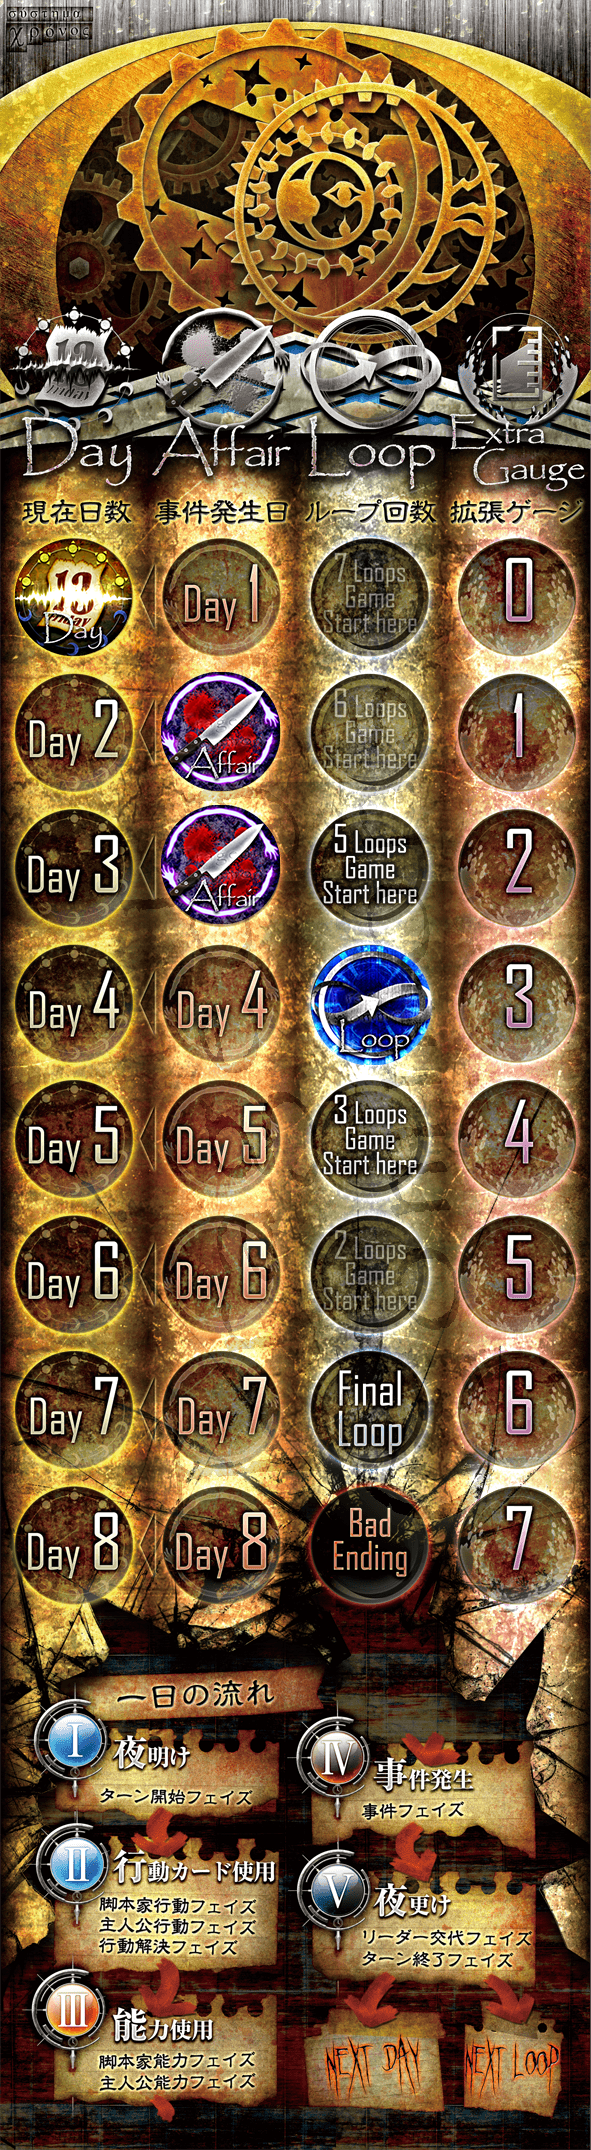 σύστημα
χρόνος
13
Day Affair Loop Extra Gauge
現在日数 事件発生日 ループ回数 拡張ゲージ
13
Day
Day 1
7 Loops
Game
Start here
0
Day 2
Affair
6 Loops
Game
Start here
1
Day 3
Affair
5 Loops
Game
Start here
2
Day 4
Day 4
Loop
3
Day 5
Day 5
3 Loops
Game
Start here
4
Day 6
Day 6
2 Loops
Game
Start here
5
Day 7
Day 7
Final
Loop
6
Day 8
Day 8
Bad
Ending
7
一日の流れ
I
夜明け
ターン開始フェイズ
II
行動カード使用
脚本家行動フェイズ
主人公行動フェイズ
行動解決フェイズ
III
能力使用
脚本家能力フェイズ
主人公能力フェイズ
IV
事件発生
事件フェイズ
V
夜更け
リーダー交代フェイズ
ターン終了フェイズ
NEXT DAY
NEXT LOOP